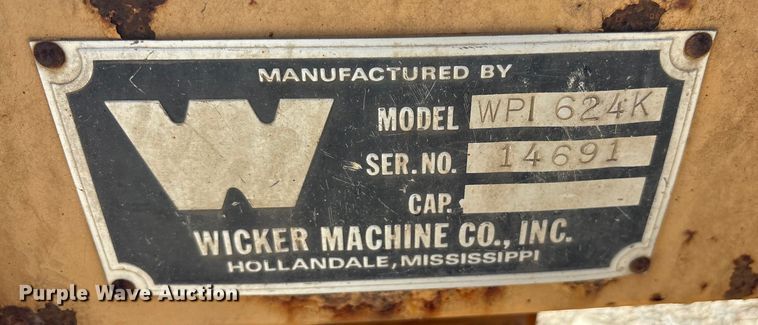 MANUFACTURED BY
W
MODEL WPI 624K
SER. NO. 14691
CAP.
WICKER MACHINE CO., INC.
HOLLANDALE, MISSISSIPPI
Purple Wave Auction